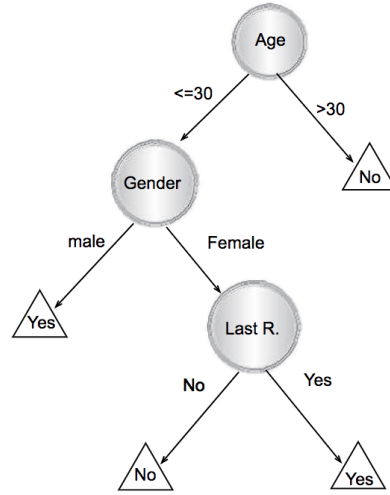 Age
<=30
>30
Gender
No
male
Female
Yes
Last R.
No
Yes
No
Yes